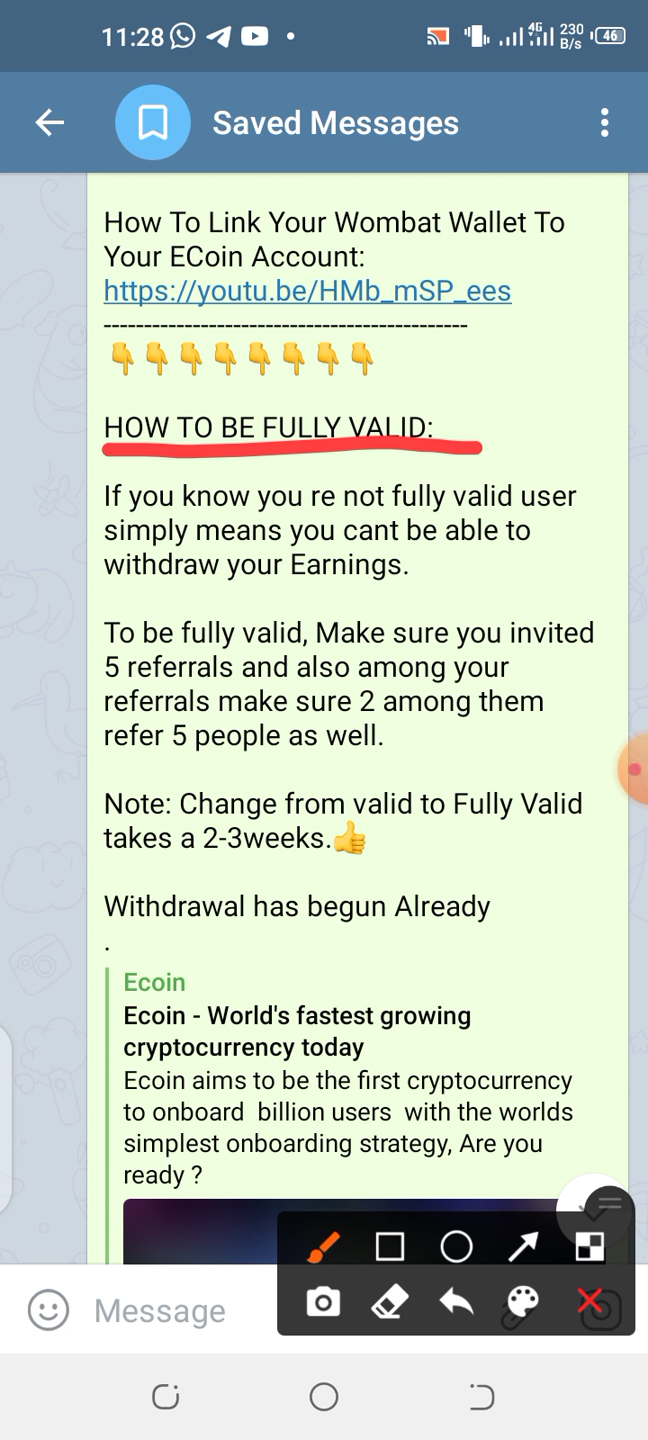 11:28
4G
230
B/s
46
Saved Messages
How To Link Your Wombat Wallet To
Your ECoin Account:
https://youtu.be/HMb_mSP_ees
---------------------------------------------
👇👇👇👇👇👇👇👇
HOW TO BE FULLY VALID:
If you know you re not fully valid user
simply means you cant be able to
withdraw your Earnings.
To be fully valid, Make sure you invited
5 referrals and also among your
referrals make sure 2 among them
refer 5 people as well.
Note: Change from valid to Fully Valid
takes a 2-3weeks.👍
Withdrawal has begun Already
.
Ecoin
Ecoin - World's fastest growing
cryptocurrency today
Ecoin aims to be the first cryptocurrency
to onboard  billion users  with the worlds
simplest onboarding strategy, Are you
ready ?
Message